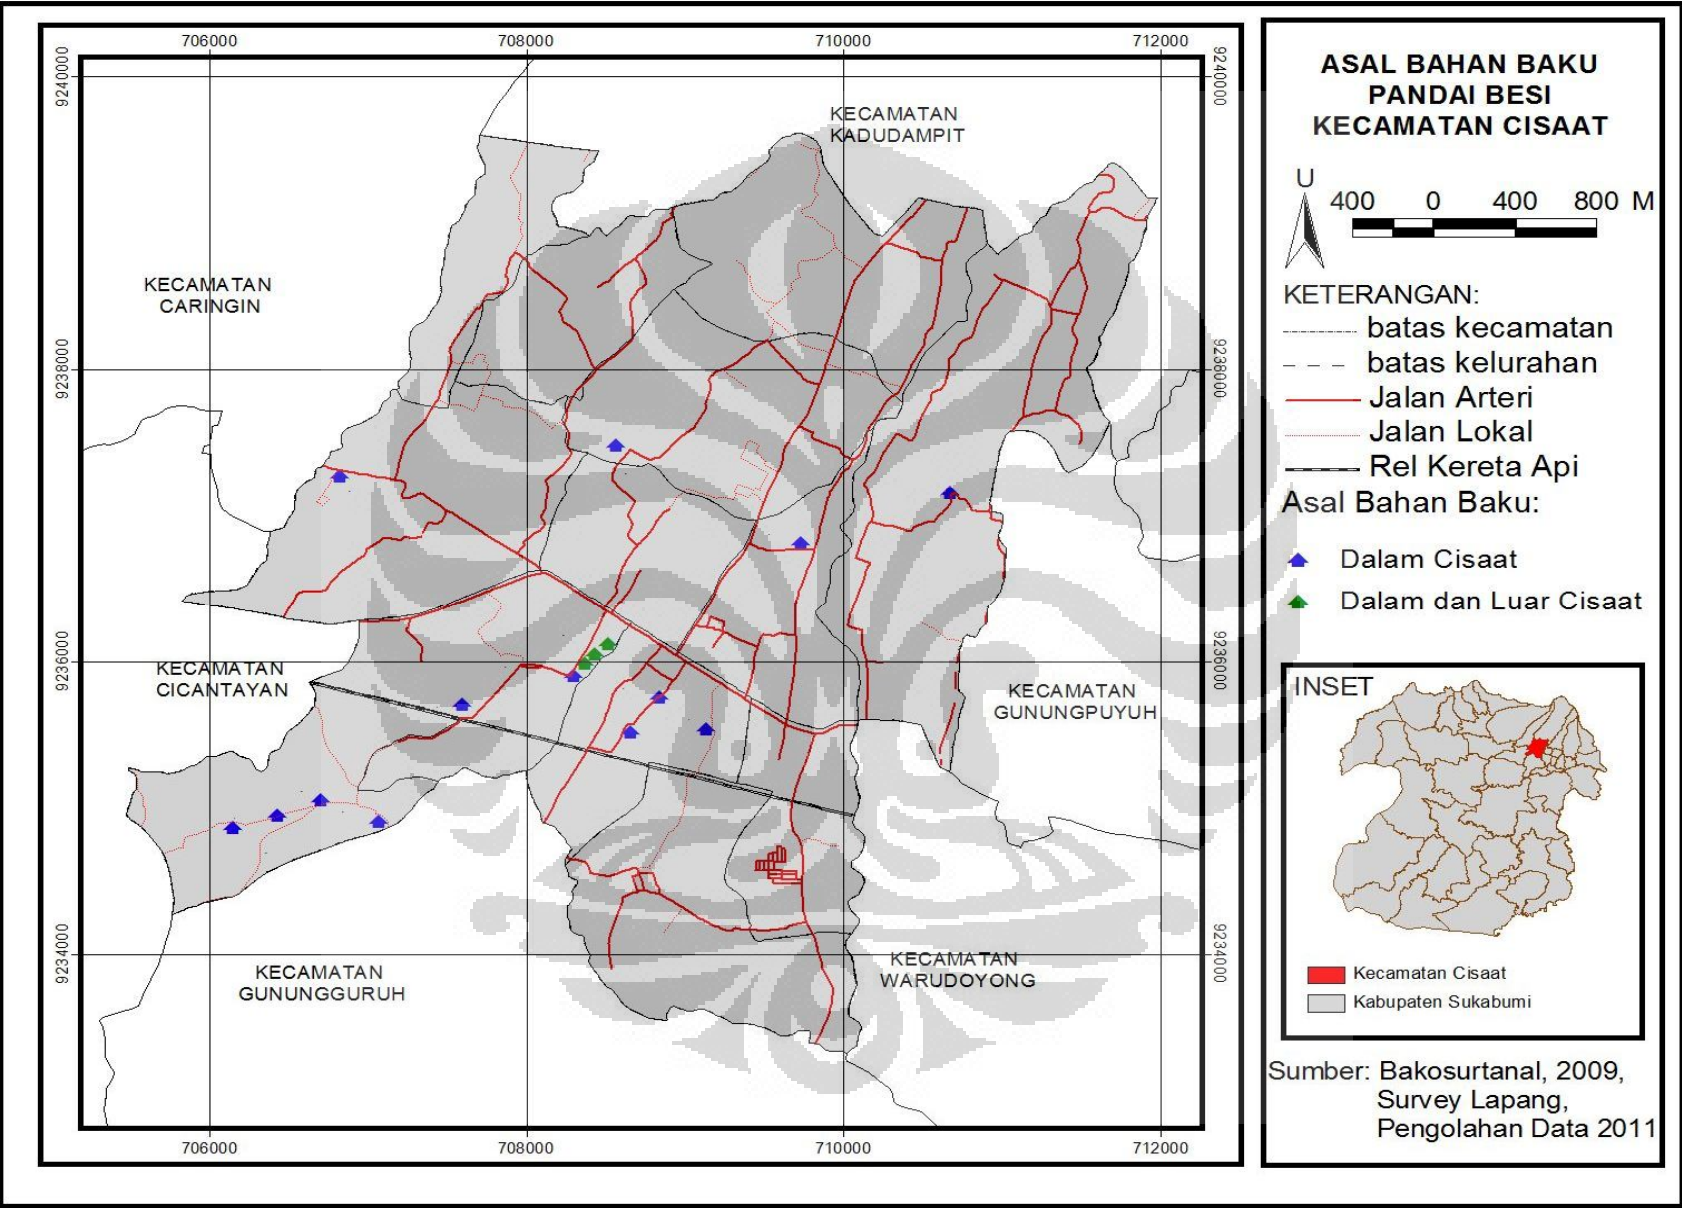 706000 708000 710000 712000
9240000 9240000
9238000 9238000
9236000 9236000
9234000 9234000
706000 708000 710000 712000
KECAMATAN
KADUDAMPIT
KECAMATAN
CARINGIN
KECAMATAN
CICANTAYAN
KECAMATAN
GUNUNGPUYUH
KECAMATAN
GUNUNGGURUH
KECAMATAN
WARUDOYONG
ASAL BAHAN BAKU
PANDAI BESI
KECAMATAN CISAAT
U
400 0 400 800 M
KETERANGAN:
batas kecamatan
batas kelurahan
Jalan Arteri
Jalan Lokal
Rel Kereta Api
Asal Bahan Baku:
Dalam Cisaat
Dalam dan Luar Cisaat
INSET
Kecamatan Cisaat
Kabupaten Sukabumi
Sumber: Bakosurtanal, 2009,
Survey Lapang,
Pengolahan Data 2011